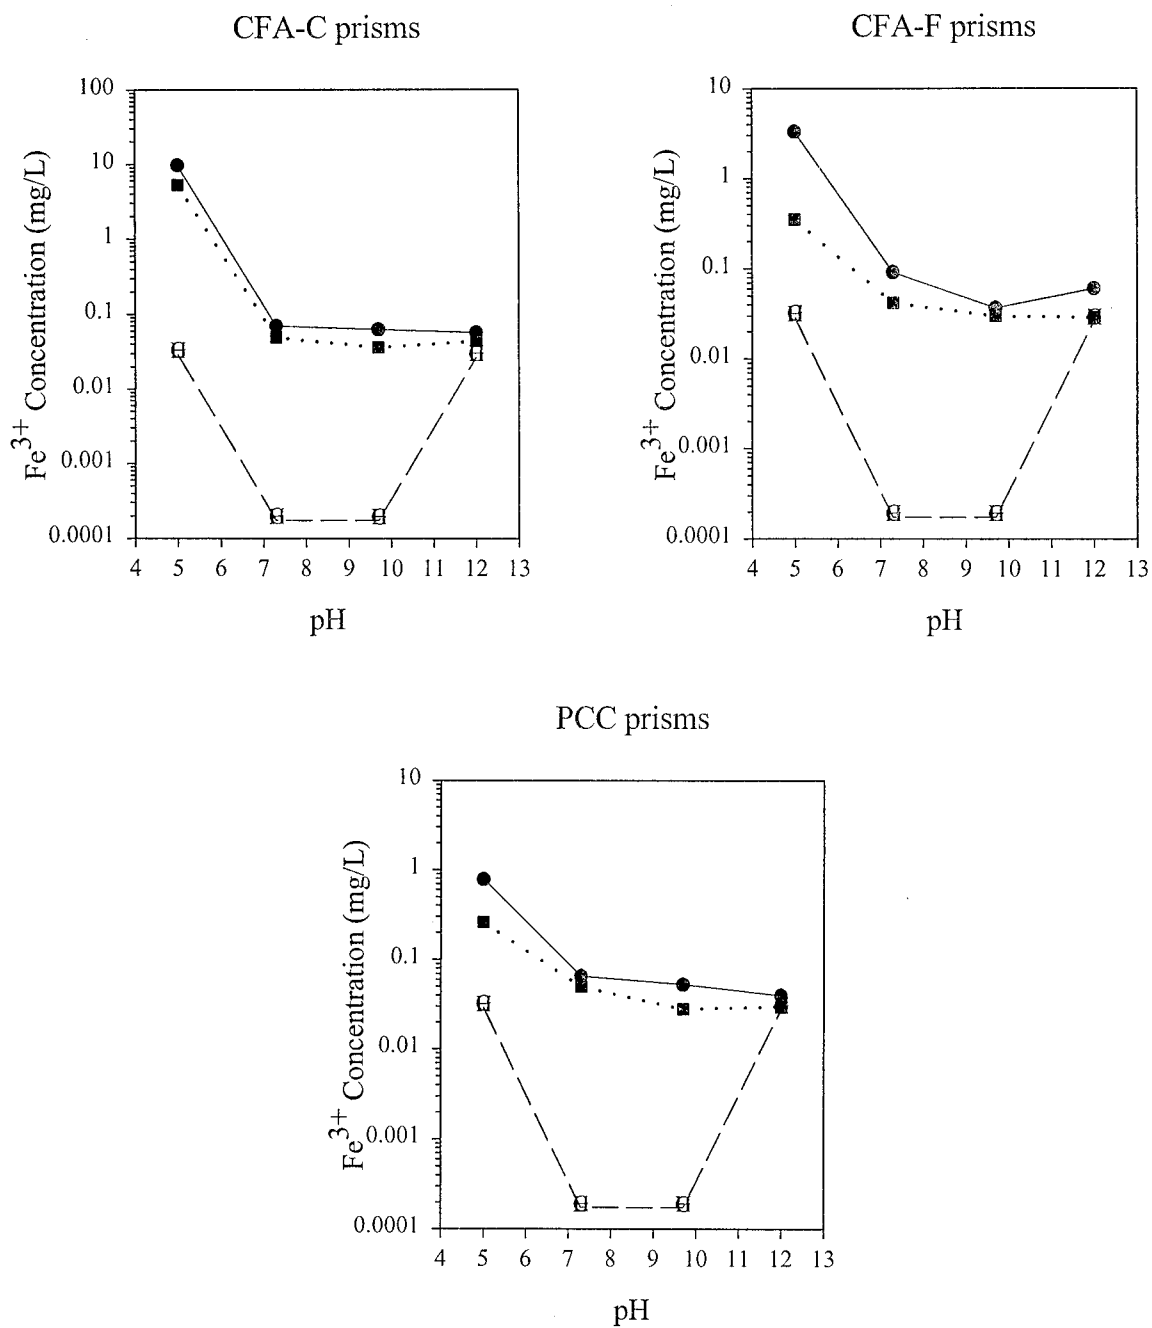 CFA-C prisms
100
10
1
0.1
0.01
0.001
0.0001
Fe3+ Concentration (mg/L)
4 5 6 7 8 9 10 11 12 13
pH
CFA-F prisms
10
1
0.1
0.01
0.001
0.0001
Fe3+ Concentration (mg/L)
4 5 6 7 8 9 10 11 12 13
pH
PCC prisms
10
1
0.1
0.01
0.001
0.0001
Fe3+ Concentration (mg/L)
4 5 6 7 8 9 10 11 12 13
pH